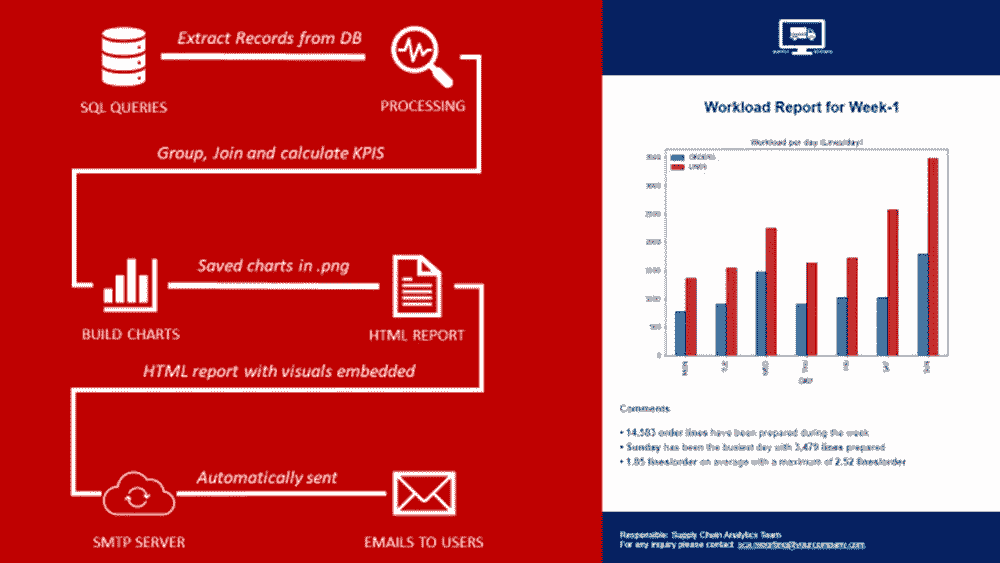 Extract Records from DB
SQL QUERIES
PROCESSING
Group, Join and calculate KPIS
Saved charts in .png
BUILD CHARTS
HTML REPORT
HTML report with visuals embedded
Automatically sent
SMTP SERVER
EMAILS TO USERS
Workload Report for Week-1
Workload per day (Lines/day)
ORDERS
LINES
3500
3000
2500
2000
1500
1000
500
0
MON
TUE
WED
THU
FRI
SAT
SUN
DAY
Comments
• 14,583 order lines have been prepared during the week
• Sunday has been the busiest day with 3,479 lines prepared
• 1.85 lines/order on average with a maximum of 2.52 lines/order
Responsible: Supply Chain Analytics Team
For any inquiry please contact: